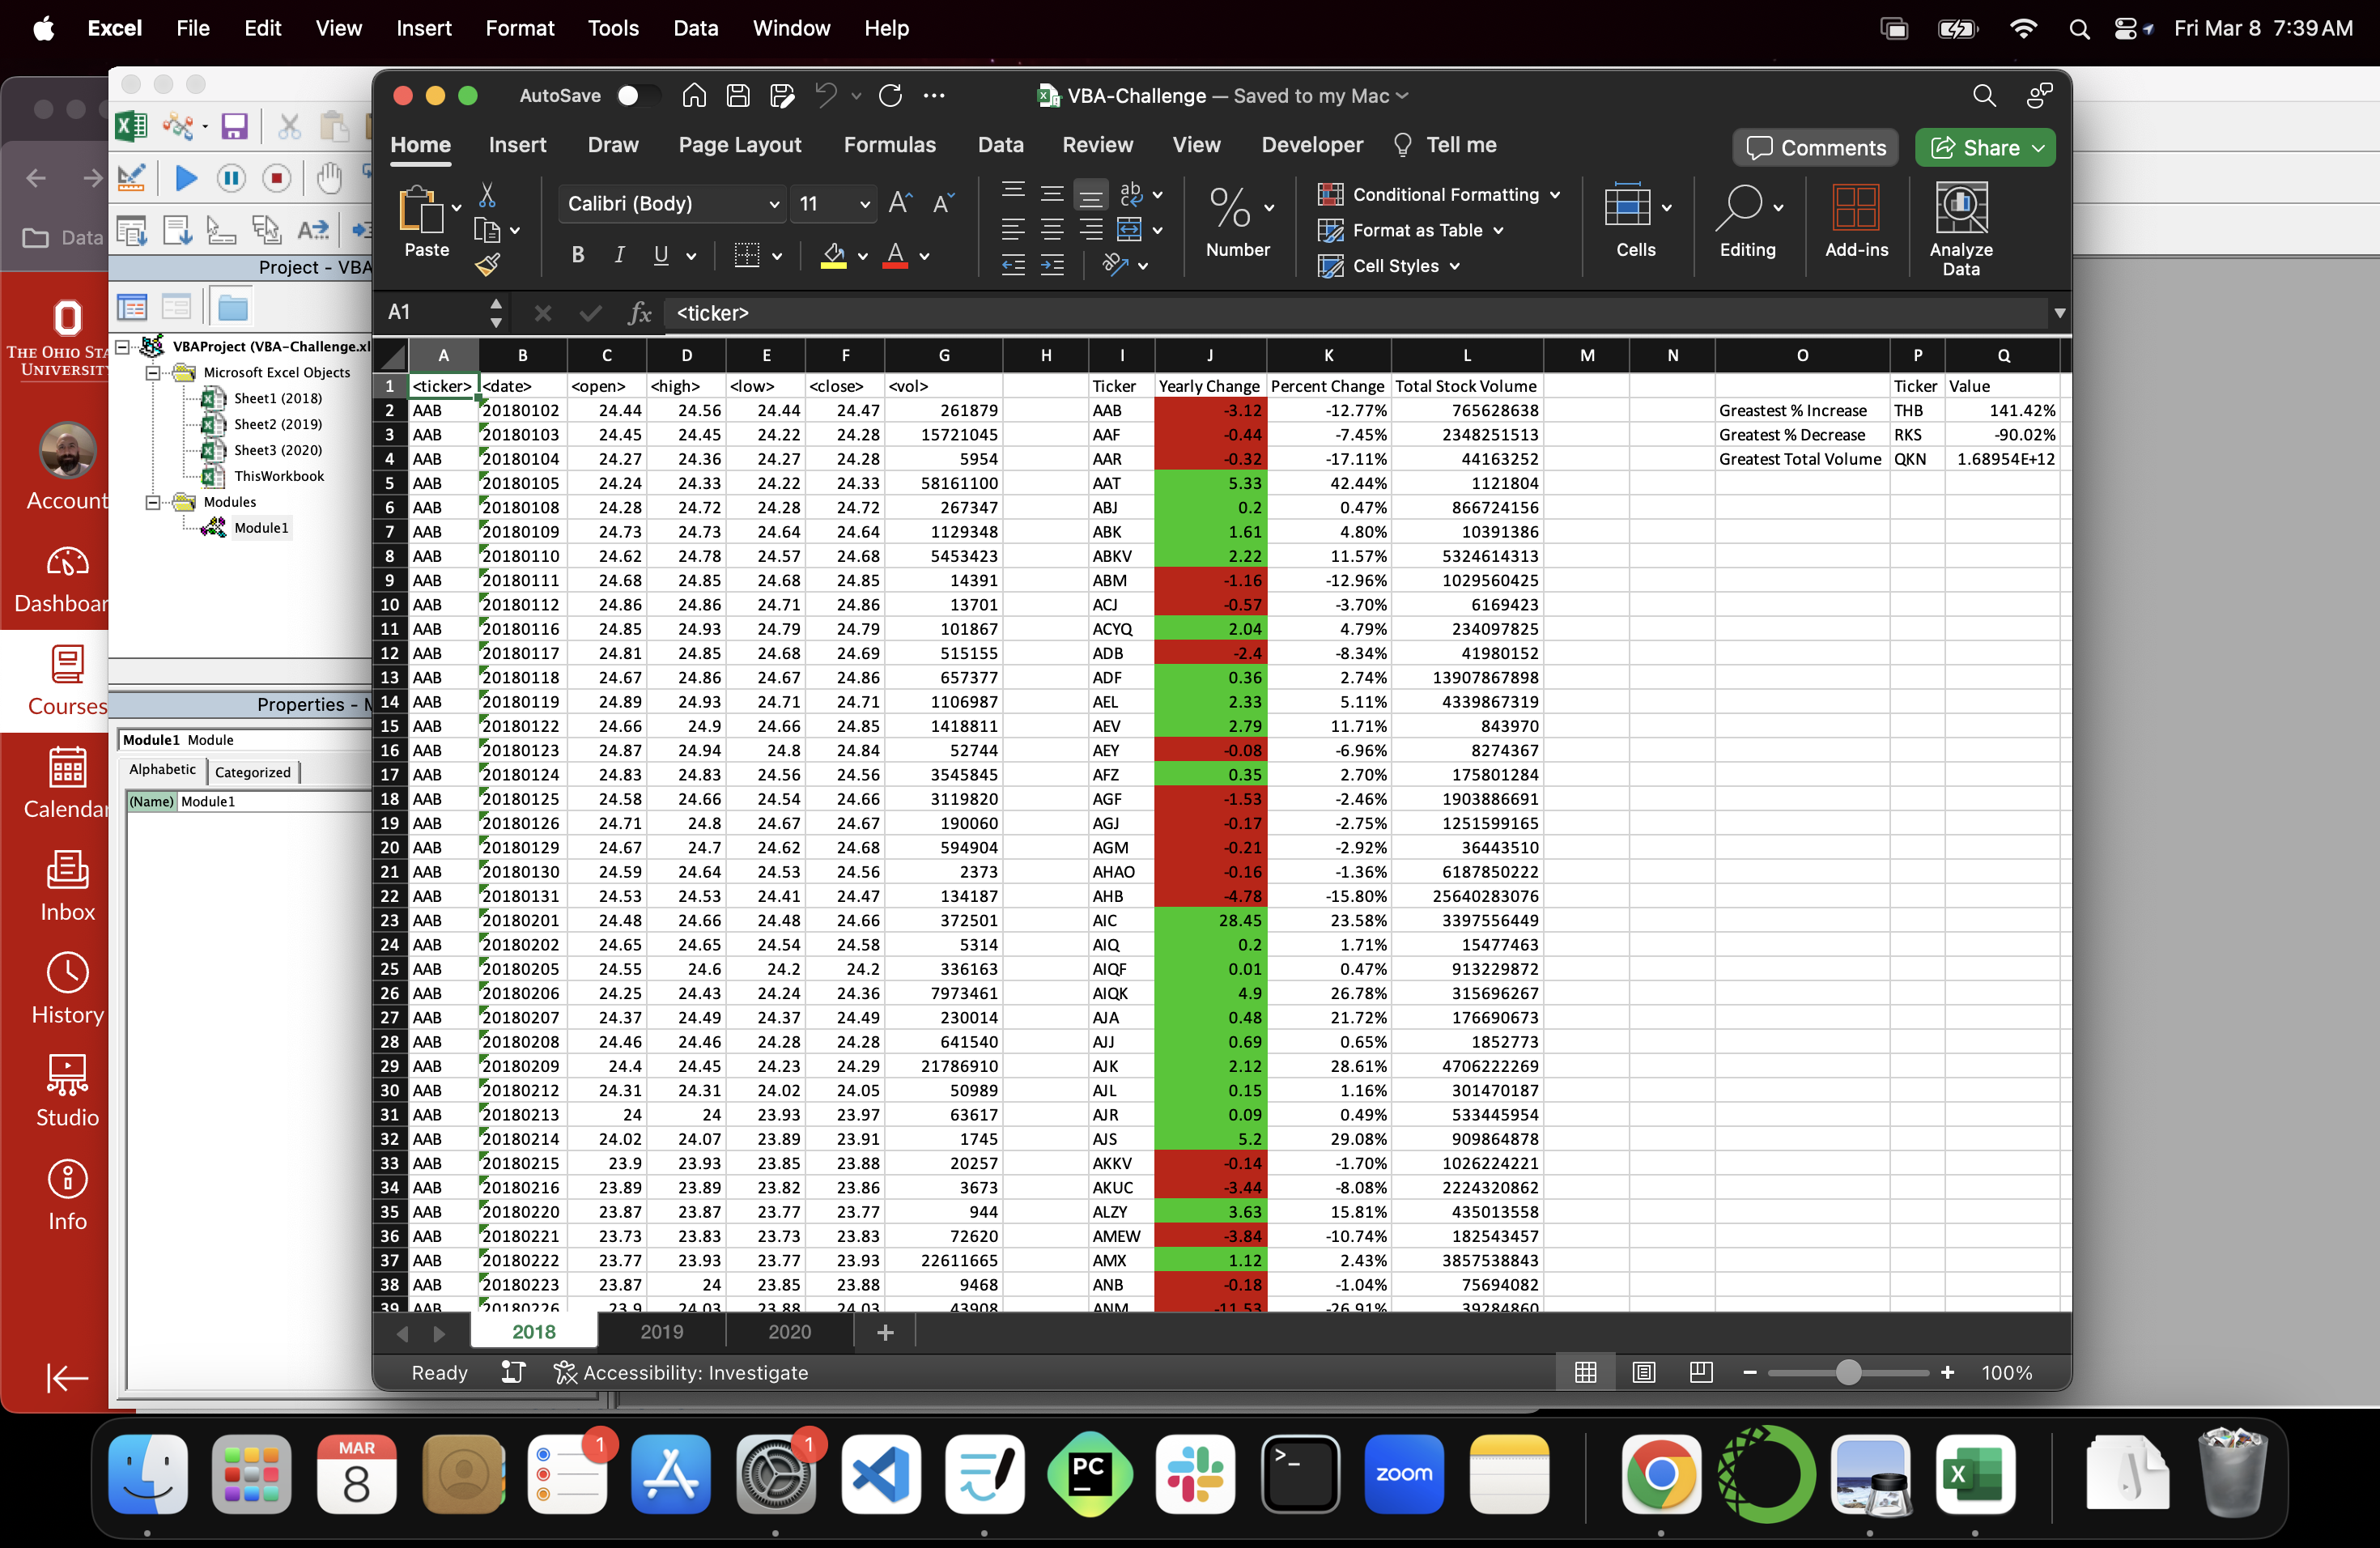 Excel File Edit View Insert Format Tools Data Window Help Fri Mar 8 7:39 AM
AutoSave VBA-Challenge — Saved to my Mac
Home Insert Draw Page Layout Formulas Data Review View Developer Tell me Comments Share
Paste Calibri (Body) 11 Number Conditional Formatting Format as Table Cell Styles Cells Editing Add-ins Analyze Data
A1 fx <ticker>
Data
THE OHIO STA
UNIVERSITY
Account
Dashboar
Courses
Calendar
Inbox
History
Studio
Info
Project - VBA
VBAProject (VBA-Challenge.xl
Microsoft Excel Objects
Sheet1 (2018)
Sheet2 (2019)
Sheet3 (2020)
ThisWorkbook
Modules
Module1
Properties - M
Module1 Module
Alphabetic Categorized
(Name) Module1
A B C D E F G H I J K L M N O P Q
1 <ticker> <date> <open> <high> <low> <close> <vol> Ticker Yearly Change Percent Change Total Stock Volume Ticker Value
2 AAB 20180102 24.44 24.56 24.44 24.47 261879 AAB -3.12 -12.77% 765628638 Greastest % Increase THB 141.42%
3 AAB 20180103 24.45 24.45 24.22 24.28 15721045 AAF -0.44 -7.45% 2348251513 Greatest % Decrease RKS -90.02%
4 AAB 20180104 24.27 24.36 24.27 24.28 5954 AAR -0.32 -17.11% 44163252 Greatest Total Volume QKN 1.68954E+12
5 AAB 20180105 24.24 24.33 24.22 24.33 58161100 AAT 5.33 42.44% 1121804
6 AAB 20180108 24.28 24.72 24.28 24.72 267347 ABJ 0.2 0.47% 866724156
7 AAB 20180109 24.73 24.73 24.64 24.64 1129348 ABK 1.61 4.80% 10391386
8 AAB 20180110 24.62 24.78 24.57 24.68 5453423 ABKV 2.22 11.57% 5324614313
9 AAB 20180111 24.68 24.85 24.68 24.85 14391 ABM -1.16 -12.96% 1029560425
10 AAB 20180112 24.86 24.86 24.71 24.86 13701 ACJ -0.57 -3.70% 6169423
11 AAB 20180116 24.85 24.93 24.79 24.79 101867 ACYQ 2.04 4.79% 234097825
12 AAB 20180117 24.81 24.85 24.68 24.69 515155 ADB -2.4 -8.34% 41980152
13 AAB 20180118 24.67 24.86 24.67 24.86 657377 ADF 0.36 2.74% 13907867898
14 AAB 20180119 24.89 24.93 24.71 24.71 1106987 AEL 2.33 5.11% 4339867319
15 AAB 20180122 24.66 24.9 24.66 24.85 1418811 AEV 2.79 11.71% 843970
16 AAB 20180123 24.87 24.94 24.8 24.84 52744 AEY -0.08 -6.96% 8274367
17 AAB 20180124 24.83 24.83 24.56 24.56 3545845 AFZ 0.35 2.70% 175801284
18 AAB 20180125 24.58 24.66 24.54 24.66 3119820 AGF -1.53 -2.46% 1903886691
19 AAB 20180126 24.71 24.8 24.67 24.67 190060 AGJ -0.17 -2.75% 1251599165
20 AAB 20180129 24.67 24.7 24.62 24.68 594904 AGM -0.21 -2.92% 36443510
21 AAB 20180130 24.59 24.64 24.53 24.56 2373 AHAO -0.16 -1.36% 6187850222
22 AAB 20180131 24.53 24.53 24.41 24.47 134187 AHB -4.78 -15.80% 25640283076
23 AAB 20180201 24.48 24.66 24.48 24.66 372501 AIC 28.45 23.58% 3397556449
24 AAB 20180202 24.65 24.65 24.54 24.58 5314 AIQ 0.2 1.71% 15477463
25 AAB 20180205 24.55 24.6 24.2 24.2 336163 AIQF 0.01 0.47% 913229872
26 AAB 20180206 24.25 24.43 24.24 24.36 7973461 AIQK 4.9 26.78% 315696267
27 AAB 20180207 24.37 24.49 24.37 24.49 230014 AJA 0.48 21.72% 176690673
28 AAB 20180208 24.46 24.46 24.28 24.28 641540 AJJ 0.69 0.65% 1852773
29 AAB 20180209 24.4 24.45 24.23 24.29 21786910 AJK 2.12 28.61% 4706222269
30 AAB 20180212 24.31 24.31 24.02 24.05 50989 AJL 0.15 1.16% 301470187
31 AAB 20180213 24 24 23.93 23.97 63617 AJR 0.09 0.49% 533445954
32 AAB 20180214 24.02 24.07 23.89 23.91 1745 AJS 5.2 29.08% 909864878
33 AAB 20180215 23.9 23.93 23.85 23.88 20257 AKKV -0.14 -1.70% 1026224221
34 AAB 20180216 23.89 23.89 23.82 23.86 3673 AKUC -3.44 -8.08% 2224320862
35 AAB 20180220 23.87 23.87 23.77 23.77 944 ALZY 3.63 15.81% 435013558
36 AAB 20180221 23.73 23.83 23.73 23.83 72620 AMEW -3.84 -10.74% 182543457
37 AAB 20180222 23.77 23.93 23.77 23.93 22611665 AMX 1.12 2.43% 3857538843
38 AAB 20180223 23.87 24 23.85 23.88 9468 ANB -0.18 -1.04% 75694082
39 AAB 20180226 23.9 24.03 23.88 24.03 43908 ANM -11.53 -26.91% 39284860
2018 2019 2020
Ready Accessibility: Investigate 100%
MAR
8
1
1
PC
zoom